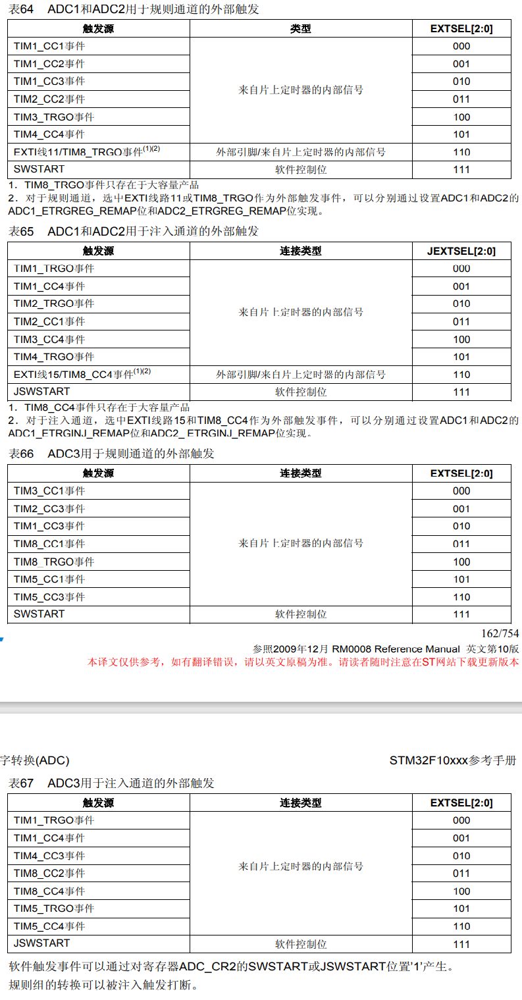 表64 ADC1和ADC2用于规则通道的外部触发
触发源 类型 EXTSEL[2:0]
TIM1_CC1事件 000
TIM1_CC2事件 001
TIM1_CC3事件 010
来自片上定时器的内部信号
TIM2_CC2事件 011
TIM3_TRGO事件 100
TIM4_CC4事件 101
EXTI线11/TIM8_TRGO事件(1)(2) 外部引脚/来自片上定时器的内部信号 110
SWSTART 软件控制位 111
1. TIM8_TRGO事件只存在于大容量产品
2. 对于规则通道，选中EXTI线路11或TIM8_TRGO作为外部触发事件，可以分别通过设置ADC1和ADC2的
ADC1_ETRGREG_REMAP位和ADC2_ETRGREG_REMAP位实现。
表65 ADC1和ADC2用于注入通道的外部触发
触发源 连接类型 JEXTSEL[2:0]
TIM1_TRGO事件 000
TIM1_CC4事件 001
TIM2_TRGO事件 010
来自片上定时器的内部信号
TIM2_CC1事件 011
TIM3_CC4事件 100
TIM4_TRGO事件 101
EXTI线15/TIM8_CC4事件(1)(2) 外部引脚/来自片上定时器的内部信号 110
JSWSTART 软件控制位 111
1. TIM8_CC4事件只存在于大容量产品
2. 对于注入通道，选中EXTI线路15和TIM8_CC4作为外部触发事件，可以分别通过设置ADC1和ADC2的
ADC1_ETRGINJ_REMAP位和ADC2_ ETRGINJ_REMAP位实现。
表66 ADC3用于规则通道的外部触发
触发源 连接类型 EXTSEL[2:0]
TIM3_CC1事件 000
TIM2_CC3事件 001
TIM1_CC3事件 010
TIM8_CC1事件 来自片上定时器的内部信号 011
TIM8_TRGO事件 100
TIM5_CC1事件 101
TIM5_CC3事件 110
SWSTART 软件控制位 111
162/754
参照2009年12月 RM0008 Reference Manual 英文第10版
本译文仅供参考，如有翻译错误，请以英文原稿为准。请读者随时注意在ST网站下载更新版本
字转换(ADC) STM32F10xxx参考手册
表67 ADC3用于注入通道的外部触发
触发源 连接类型 EXTSEL[2:0]
TIM1_TRGO事件 000
TIM1_CC4事件 001
TIM4_CC3事件 010
来自片上定时器的内部信号
TIM8_CC2事件 011
TIM8_CC4事件 100
TIM5_TRGO事件 101
TIM5_CC4事件 110
JSWSTART 软件控制位 111
软件触发事件可以通过对寄存器ADC_CR2的SWSTART或JSWSTART位置’1’产生。
规则组的转换可以被注入触发打断。